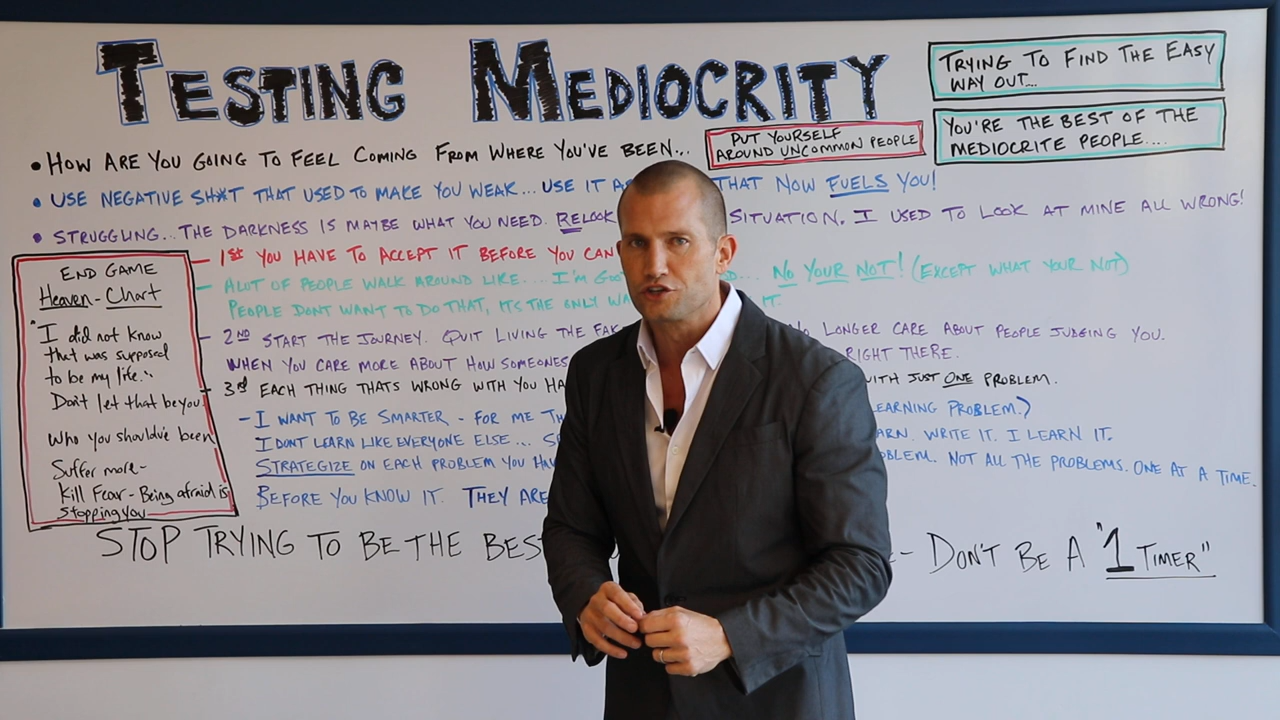 TESTING MEDIOCRITY
TRYING TO FIND THE EASY
WAY OUT...
YOU'RE THE BEST OF THE
MEDIOCRITE PEOPLE....
PUT YOURSELF
AROUND UNCOMMON PEOPLE
• HOW ARE YOU GOING TO FEEL COMING FROM WHERE YOU'VE BEEN...
• USE NEGATIVE SH*T THAT USED TO MAKE YOU WEAK... USE IT THAT NOW FUELS YOU!
• STRUGGLING... THE DARKNESS IS MAYBE WHAT YOU NEED. RELOOK SITUATION. I USED TO LOOK AT MINE ALL WRONG!
- 1ST YOU HAVE TO ACCEPT IT BEFORE YOU CAN
- ALOT OF PEOPLE WALK AROUND LIKE.... I'M ... NO YOUR NOT! (EXCEPT WHAT YOUR NOT)
PEOPLE DONT WANT TO DO THAT, ITS THE ONLY IT.
- 2ND START THE JOURNEY. QUIT LIVING THE NO LONGER CARE ABOUT PEOPLE JUDGING YOU.
WHEN YOU CARE MORE ABOUT HOW SOMEONES RIGHT THERE.
- 3rd EACH THING THATS WRONG WITH YOU WITH JUST ONE PROBLEM.
- I WANT TO BE SMARTER - FOR ME LEARNING PROBLEM.)
I DONT LEARN LIKE EVERYONE ELSE... WRITE IT. I LEARN IT.
STRATEGIZE ON EACH PROBLEM YOU NOT ALL THE PROBLEMS. ONE AT A TIME.
BEFORE YOU KNOW IT. THEY ARE
END GAME
Heaven - Chart
"I did not know
that was supposed
to be my life."
Don't let that be you.
Who you should've been
Suffer more -
Kill Fear - Being afraid is
stopping you
STOP TRYING TO BE THE BEST - DON'T BE A "1 TIMER"